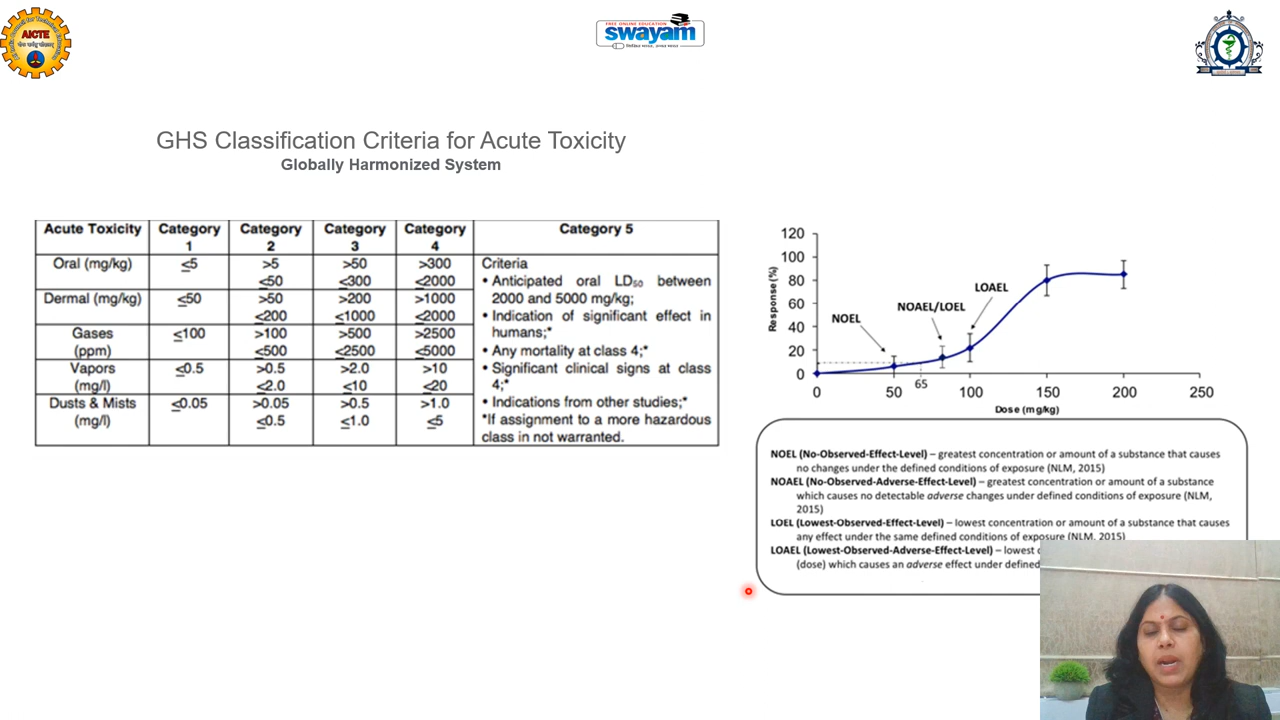 AICTE
FREE ONLINE EDUCATION
swayam
शिक्षित भारत, उन्नत भारत
GHS Classification Criteria for Acute Toxicity
Globally Harmonized System
Acute Toxicity Category 1 Category 2 Category 3 Category 4 Category 5
Oral (mg/kg) ≤5 >5 ≤50 >50 ≤300 >300 ≤2000
Dermal (mg/kg) ≤50 >50 ≤200 >200 ≤1000 >1000 ≤2000
Gases (ppm) ≤100 >100 ≤500 >500 ≤2500 >2500 ≤5000
Vapors (mg/l) ≤0.5 >0.5 ≤2.0 >2.0 ≤10 >10 ≤20
Dusts & Mists (mg/l) ≤0.05 >0.05 ≤0.5 >0.5 ≤1.0 >1.0 ≤5
Criteria
• Anticipated oral LD₅₀ between
2000 and 5000 mg/kg;
• Indication of significant effect in
humans;*
• Any mortality at class 4;*
• Significant clinical signs at class
4;*
• Indications from other studies;*
*If assignment to a more hazardous
class in not warranted.
Response (%)
120
100
80
60
40
20
0
NOEL
NOAEL/LOEL
LOAEL
65
0 50 100 150 200 250
Dose (mg/kg)
NOEL (No-Observed-Effect-Level) – greatest concentration or amount of a substance that causes
no changes under the defined conditions of exposure (NLM, 2015)
NOAEL (No-Observed-Adverse-Effect-Level) – greatest concentration or amount of a substance
which causes no detectable adverse changes under defined conditions of exposure (NLM,
2015)
LOEL (Lowest-Observed-Effect-Level) – lowest concentration or amount of a substance that causes
any effect under the same defined conditions of exposure (NLM, 2015)
LOAEL (Lowest-Observed-Adverse-Effect-Level) – lowest
(dose) which causes an adverse effect under defined